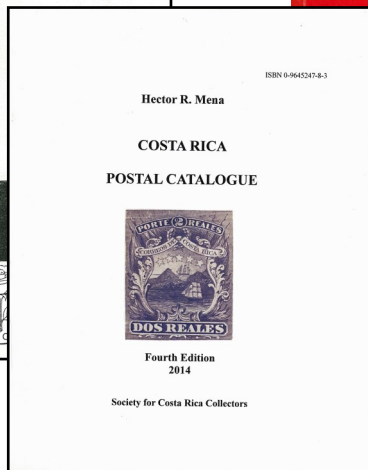 ISBN 0-9645247-8-3
Hector R. Mena
COSTA RICA
POSTAL CATALOGUE
PORTE 2 REALES
CORREOS DE COSTA RICA
DOS REALES
Fourth Edition
2014
Society for Costa Rica Collectors